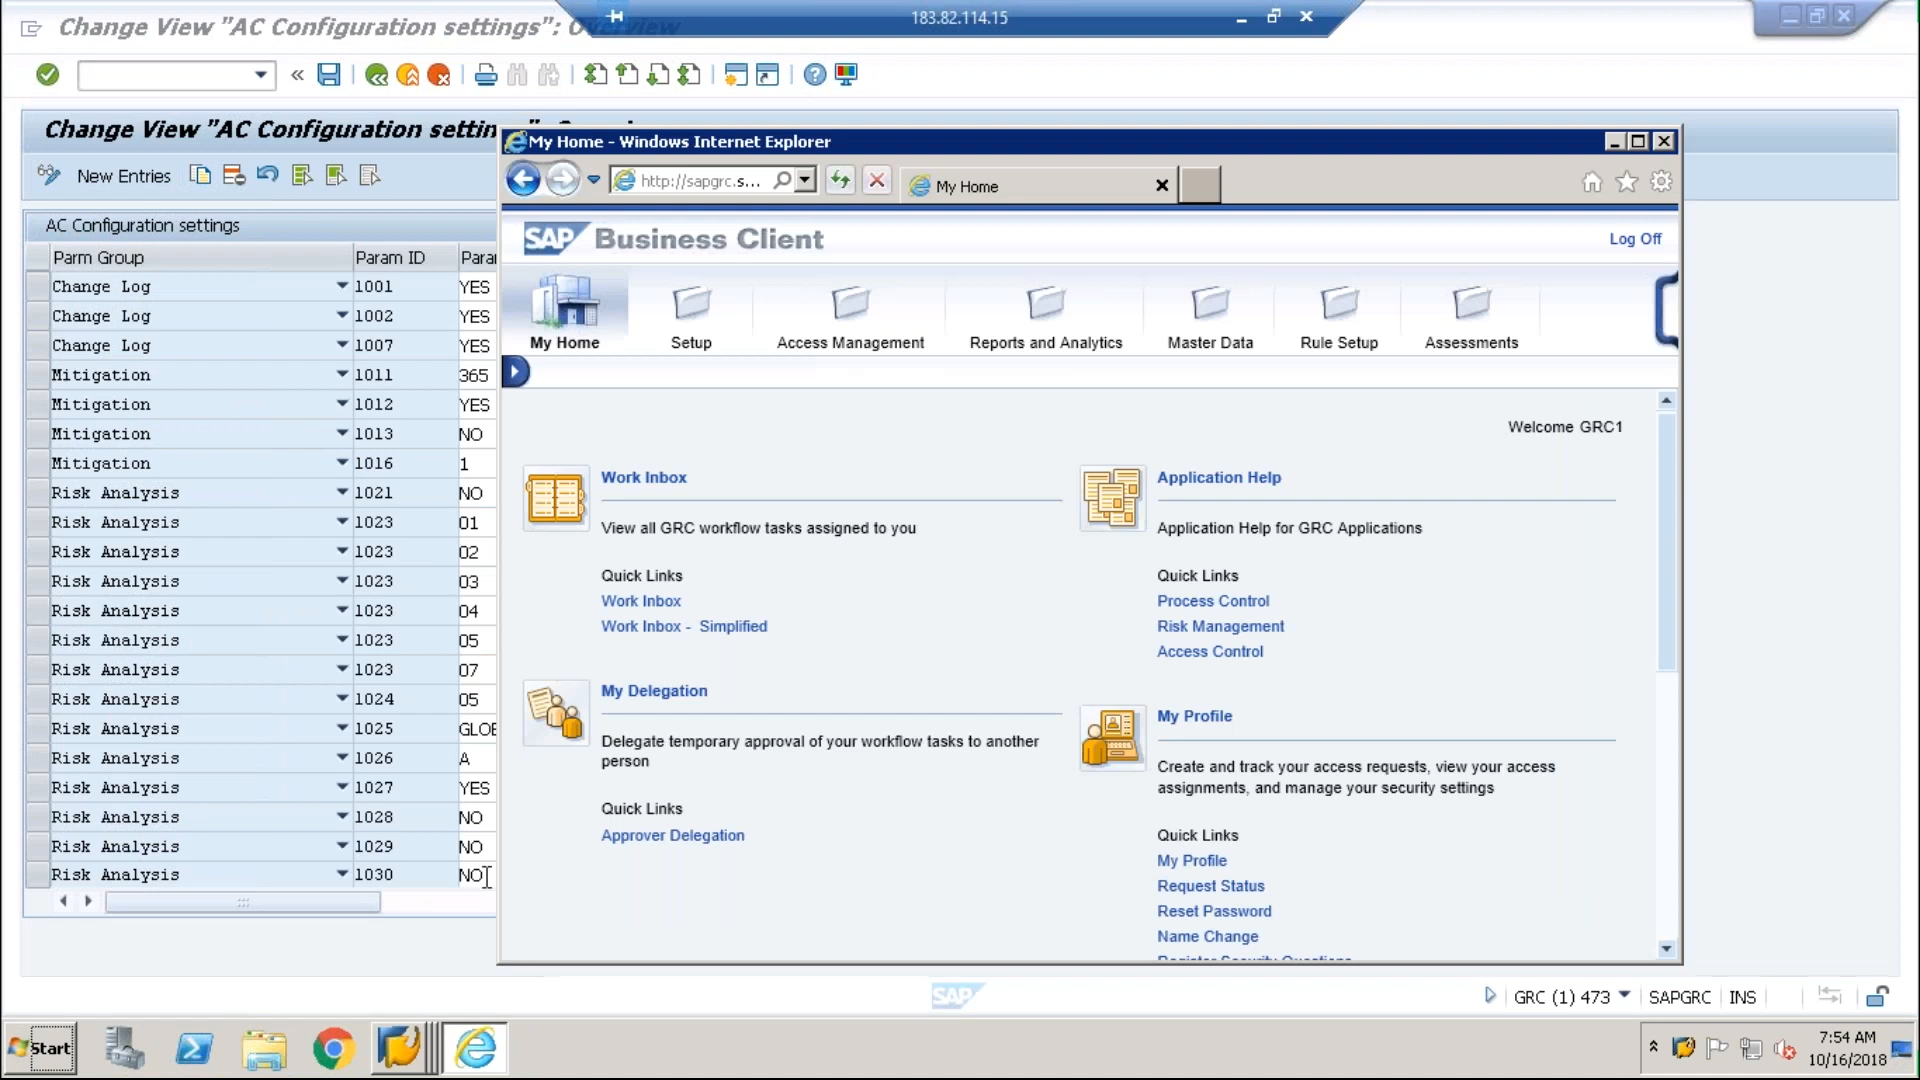 Change View "AC Configuration settings": Overview
183.82.114.15
Change View "AC Configuration settin
New Entries
AC Configuration settings
Parm Group Param ID Para
Change Log 1001 YES
Change Log 1002 YES
Change Log 1007 YES
Mitigation 1011 365
Mitigation 1012 YES
Mitigation 1013 NO
Mitigation 1016 1
Risk Analysis 1021 NO
Risk Analysis 1023 01
Risk Analysis 1023 02
Risk Analysis 1023 03
Risk Analysis 1023 04
Risk Analysis 1023 05
Risk Analysis 1023 07
Risk Analysis 1024 05
Risk Analysis 1025 GLOB
Risk Analysis 1026 A
Risk Analysis 1027 YES
Risk Analysis 1028 NO
Risk Analysis 1029 NO
Risk Analysis 1030 NO
My Home - Windows Internet Explorer
http://sapgrc.s...
My Home
SAP Business Client
Log Off
My Home
Setup
Access Management
Reports and Analytics
Master Data
Rule Setup
Assessments
Welcome GRC1
Work Inbox
View all GRC workflow tasks assigned to you
Quick Links
Work Inbox
Work Inbox - Simplified
My Delegation
Delegate temporary approval of your workflow tasks to another
person
Quick Links
Approver Delegation
Application Help
Application Help for GRC Applications
Quick Links
Process Control
Risk Management
Access Control
My Profile
Create and track your access requests, view your access
assignments, and manage your security settings
Quick Links
My Profile
Request Status
Reset Password
Name Change
Register Security Questions
SAP
GRC (1) 473
SAPGRC
INS
Start
7:54 AM
10/16/2018